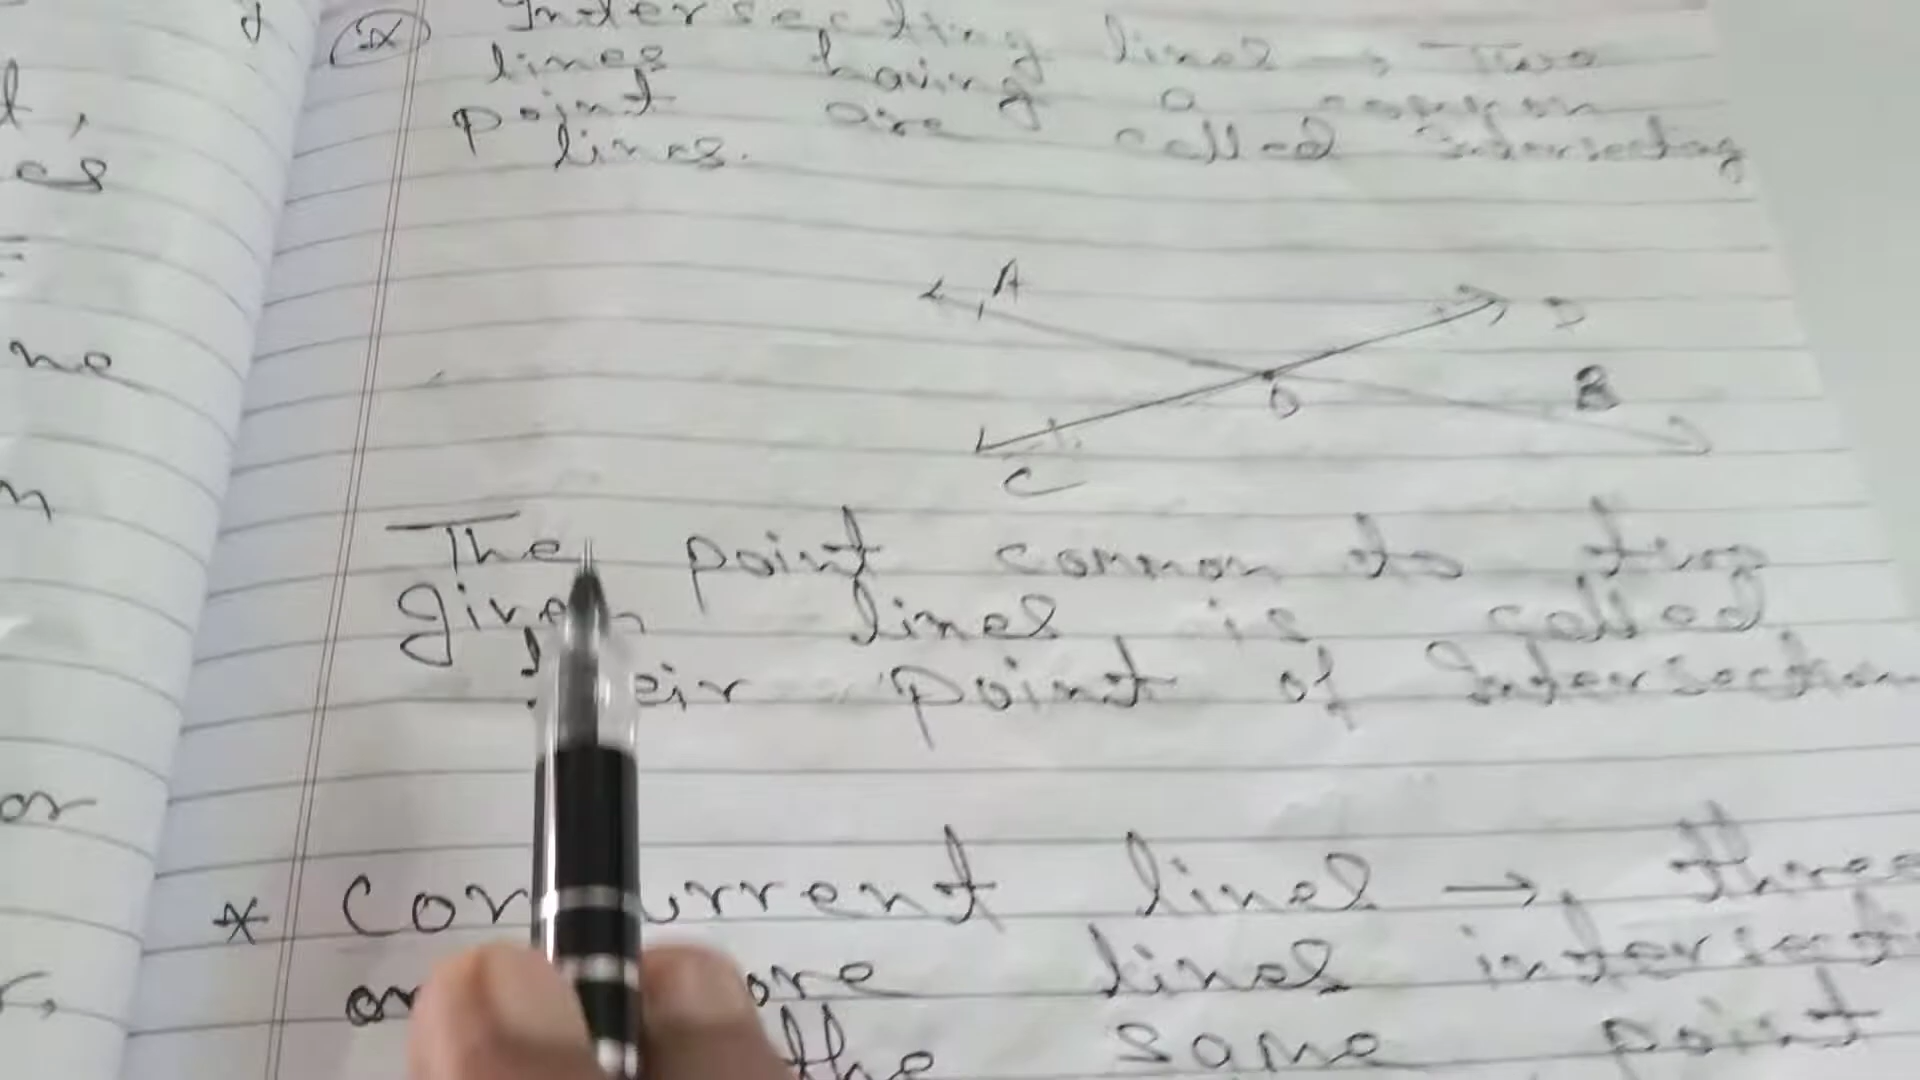 Intersecting lines → Two
lines having a common
point are called intersecting
lines.
A
B
C
The point common to two
given lines is called
their point of Intersection
* Concurrent lines → three
or more lines intersecti
the same point